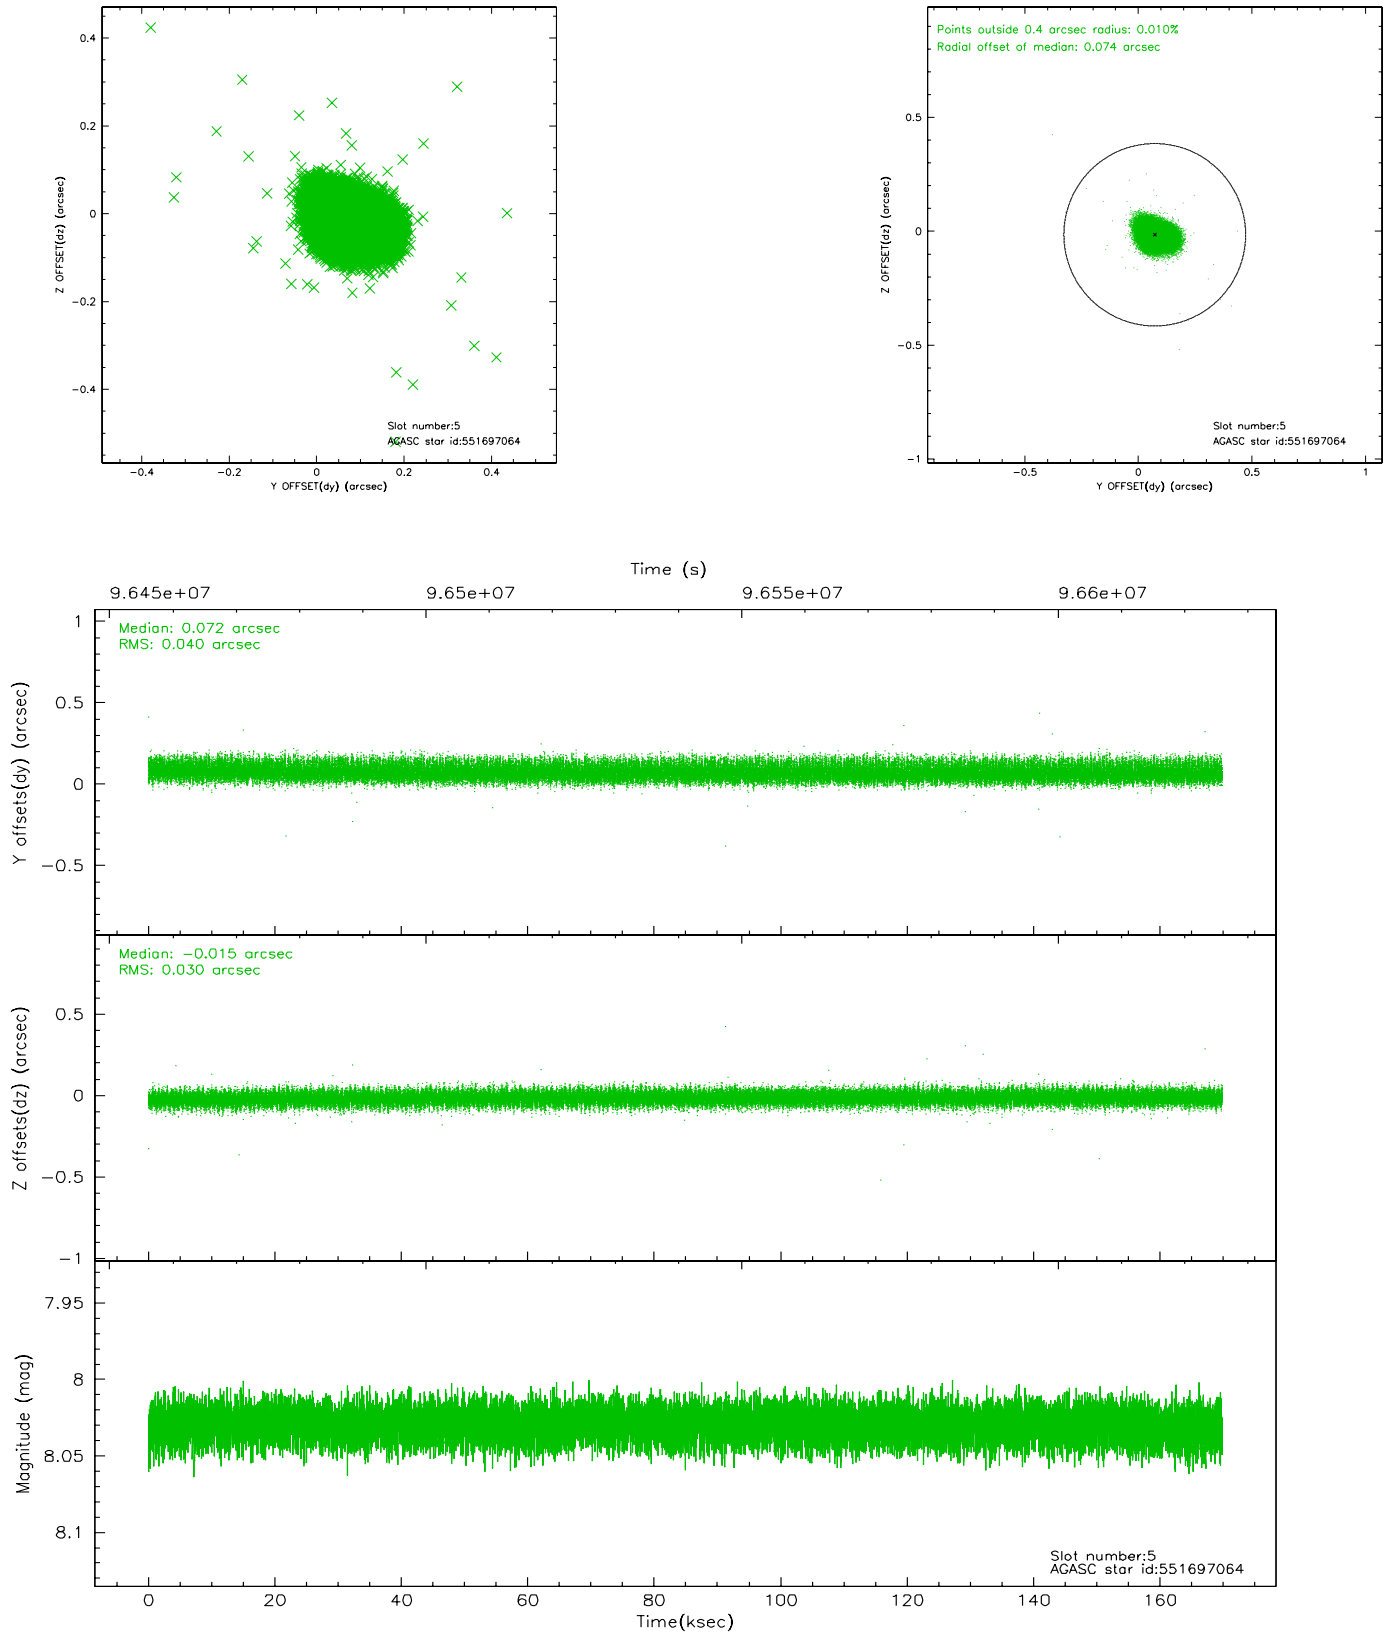 0.4
0.2
0
−0.2
−0.4
Z OFFSET(dz) (arcsec)
Slot number:5
AGASC star id:551697064
−0.4
−0.2
0
0.2
0.4
Y OFFSET(dy) (arcsec)
Points outside 0.4 arcsec radius: 0.010%
Radial offset of median: 0.074 arcsec
0.5
0
−0.5
−1
Z OFFSET(dz) (arcsec)
Slot number:5
AGASC star id:551697064
−0.5
0
0.5
1
Y OFFSET(dy) (arcsec)
Time (s)
9.645e+07
9.65e+07
9.655e+07
9.66e+07
Median: 0.072 arcsec
RMS: 0.040 arcsec
1
0.5
0
−0.5
Y offsets(dy) (arcsec)
Median: −0.015 arcsec
RMS: 0.030 arcsec
0.5
0
−0.5
−1
Z offsets(dz) (arcsec)
7.95
8
8.05
8.1
Magnitude (mag)
Slot number:5
AGASC star id:551697064
0
20
40
60
80
100
120
140
160
Time(ksec)